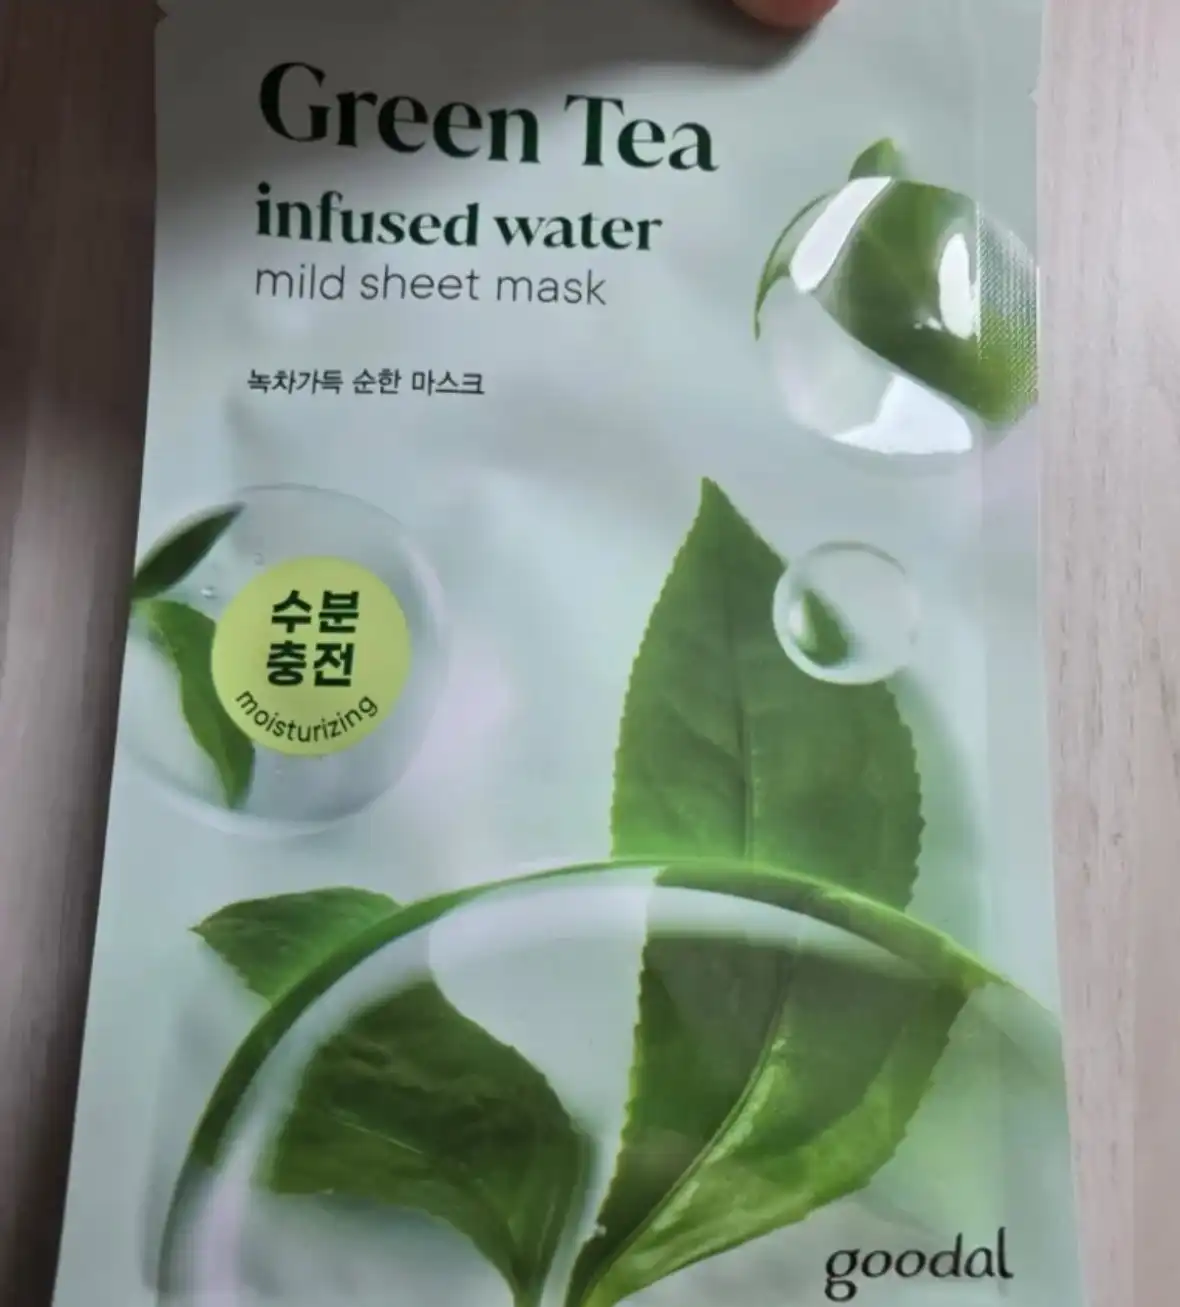 Green Tea
infused water
mild sheet mask
녹차가득 순한 마스크
수분
충전
moisturizing
goodal